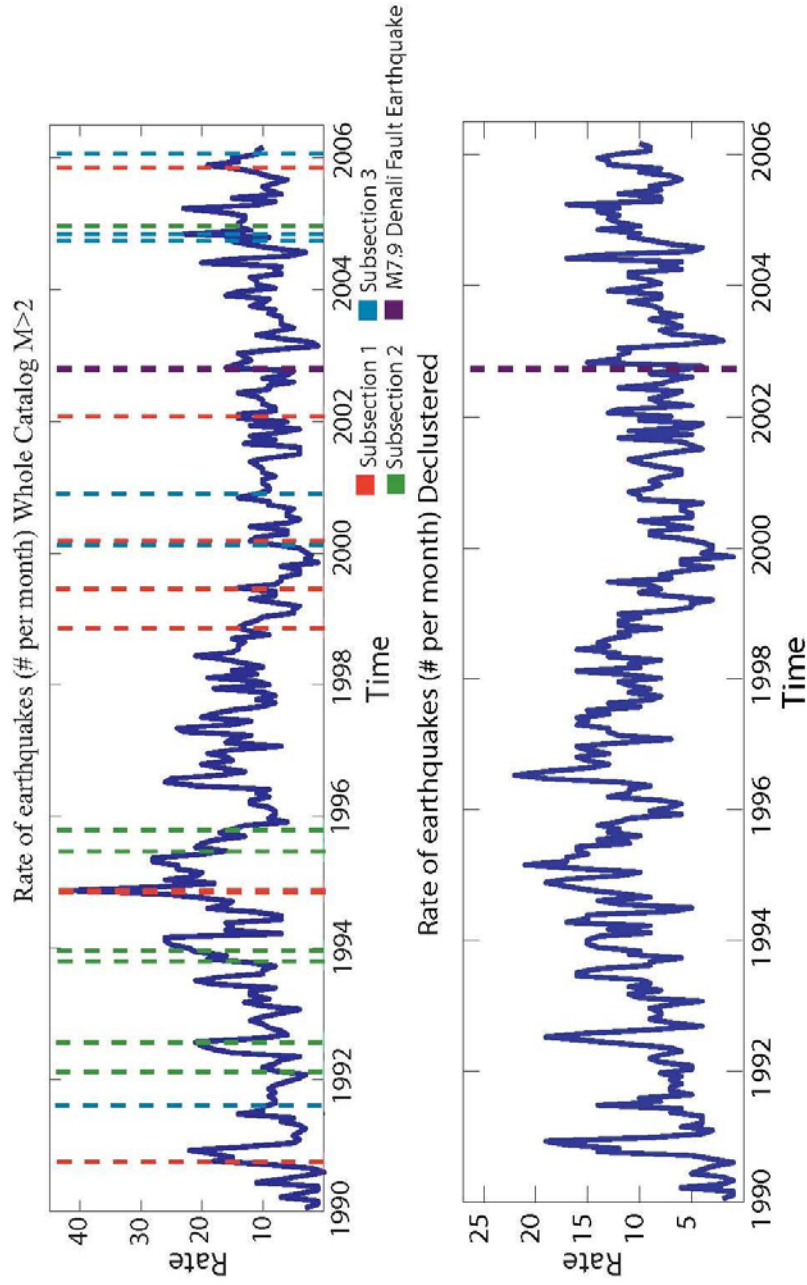 Rate of earthquakes (# per month) Whole Catalog M>2
Rate
40
30
20
10
1990 1992 1994 1996 1998 2000 2002 2004 2006
Time
Subsection 1
Subsection 2
Subsection 3
M7.9 Denali Fault Earthquake
Rate of earthquakes (# per month) Declustered
Rate
25
20
15
10
5
1990 1992 1994 1996 1998 2000 2002 2004 2006
Time